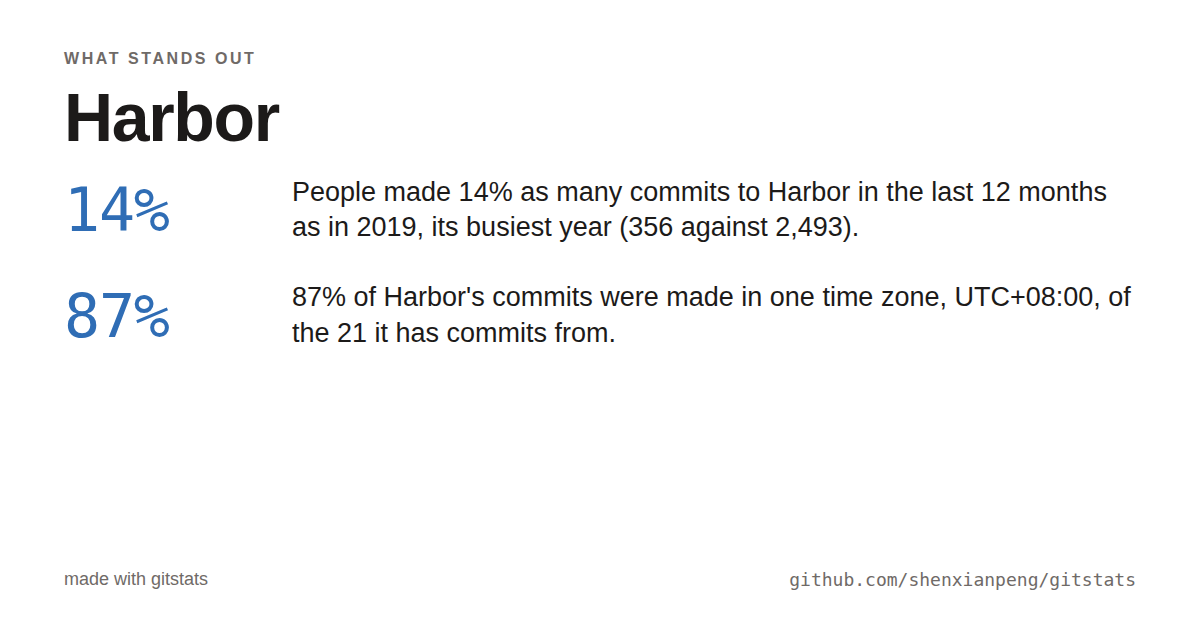 WHAT STANDS OUT
Harbor
14%
People made 14% as many commits to Harbor in the last 12 months
as in 2019, its busiest year (356 against 2,493).
87%
87% of Harbor's commits were made in one time zone, UTC+08:00, of
the 21 it has commits from.
made with gitstats
github.com/shenxianpeng/gitstats